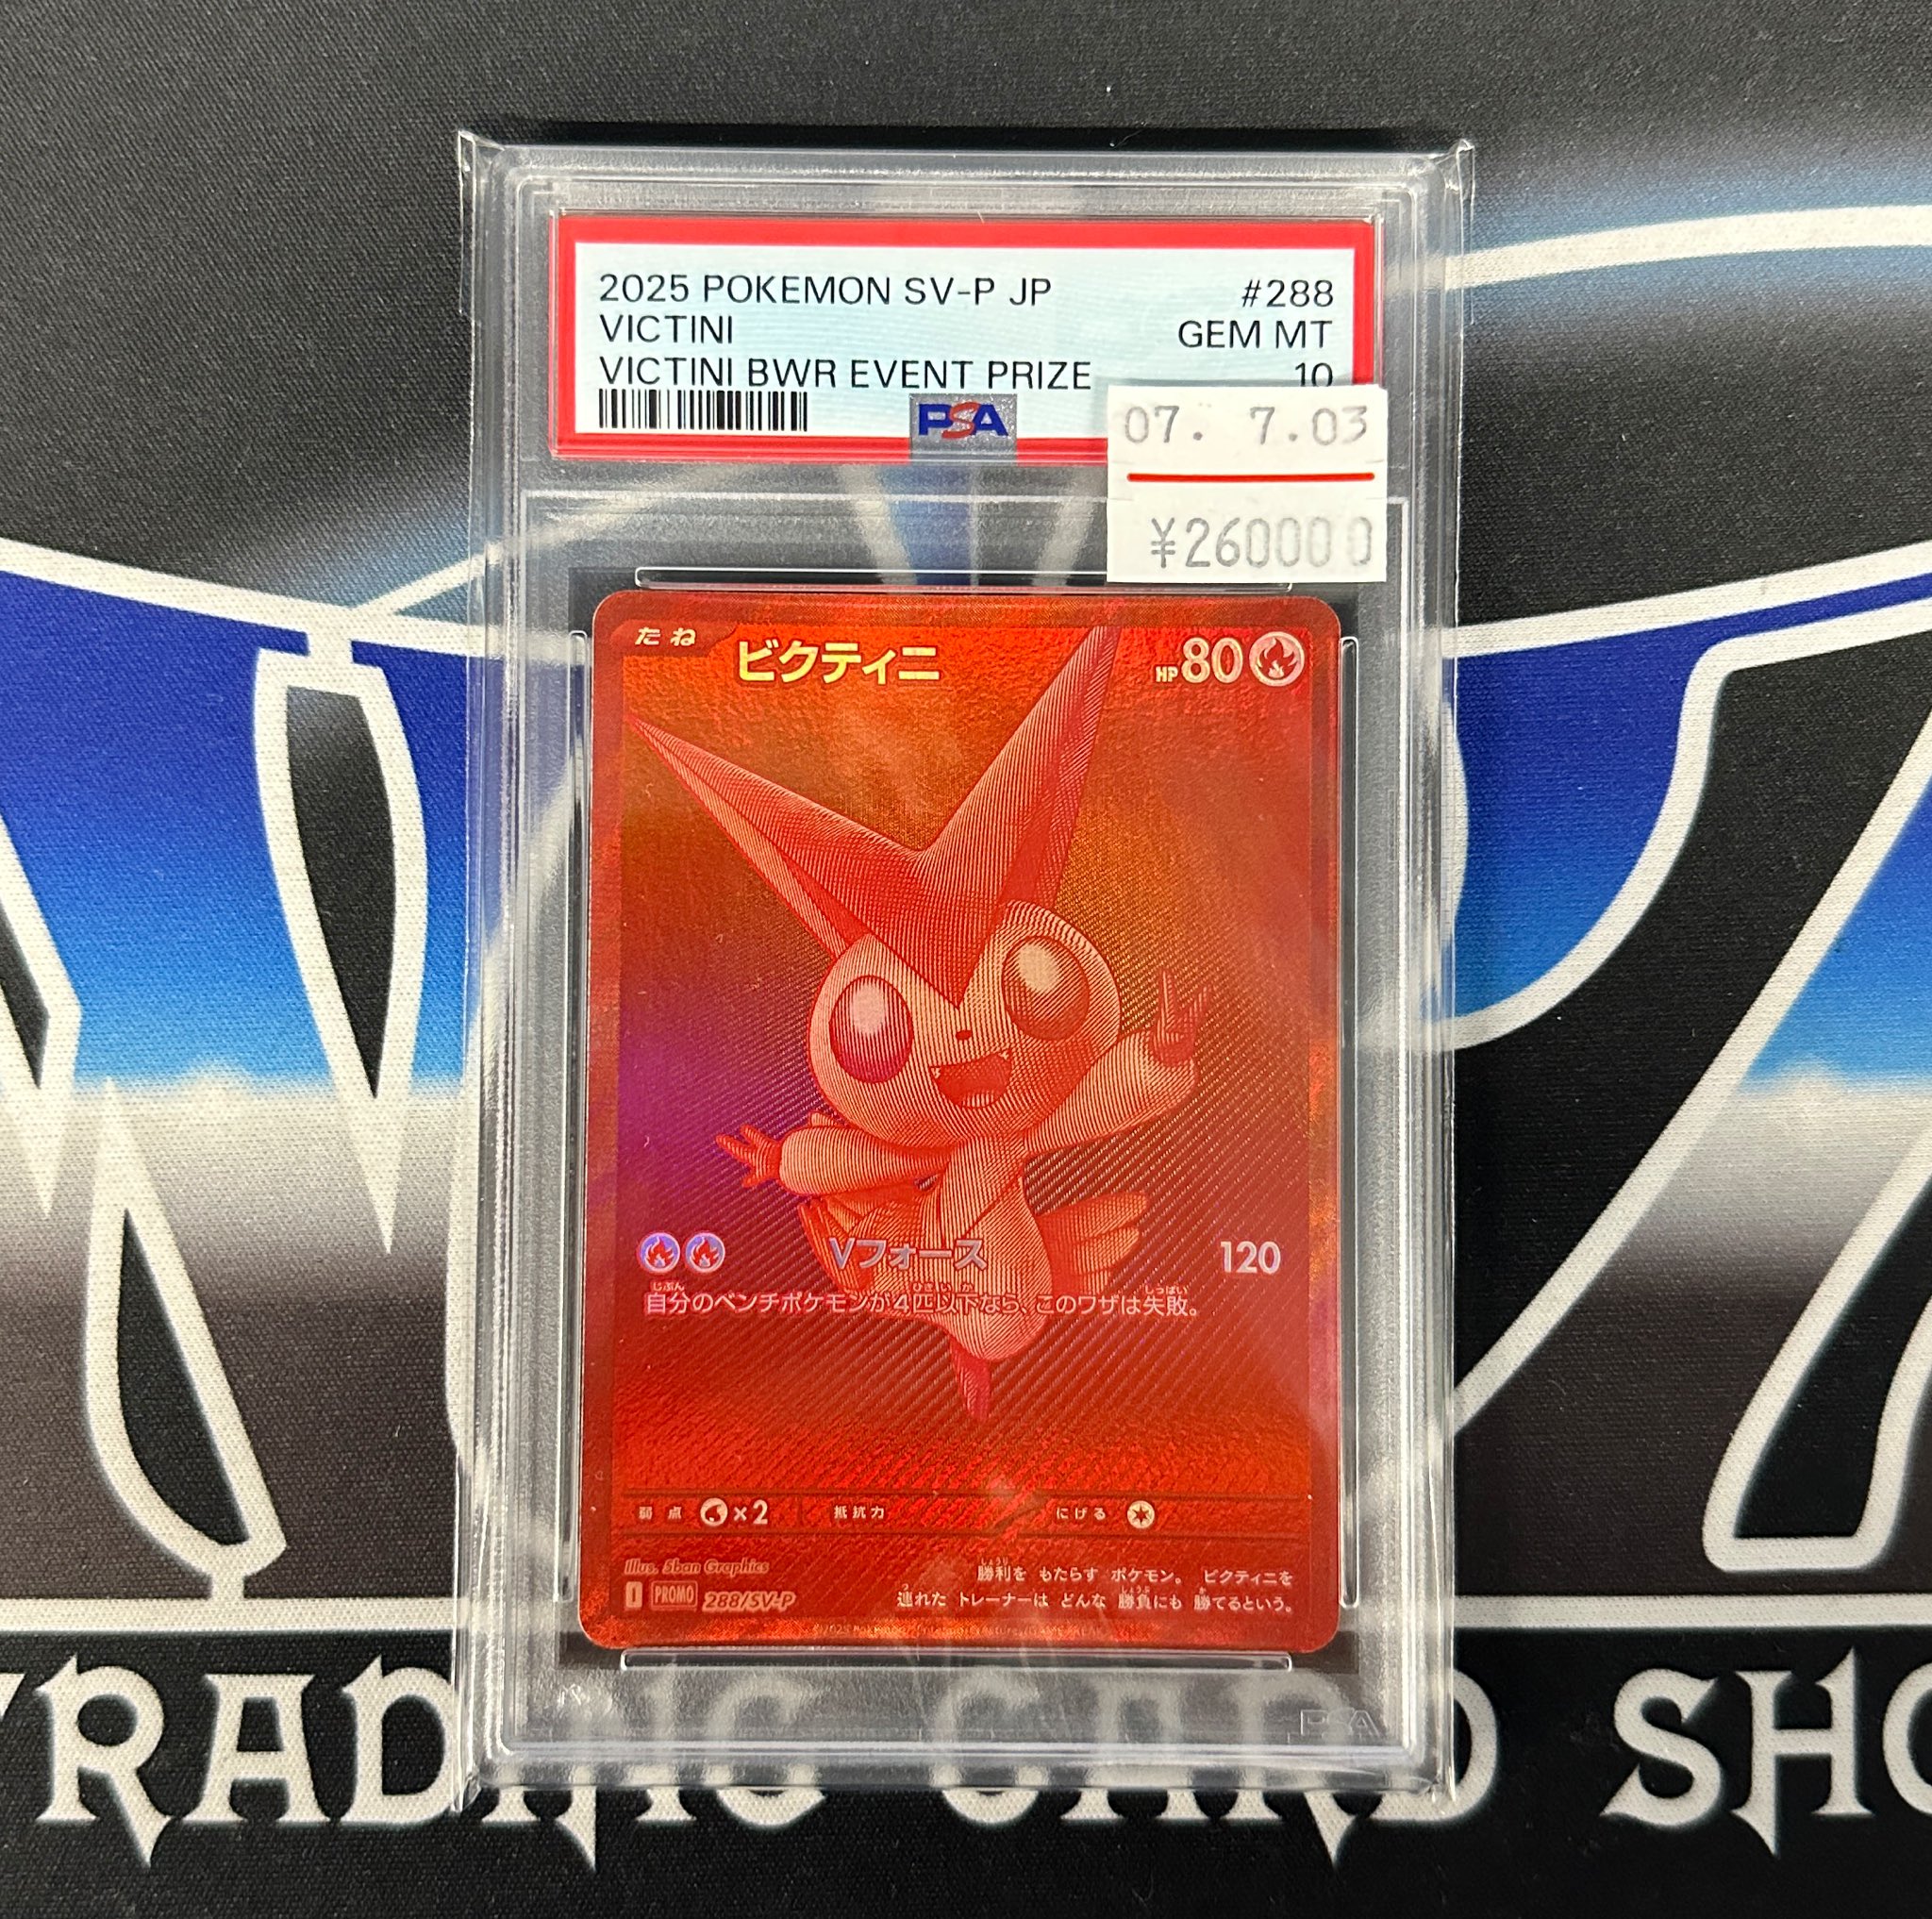 2025 POKEMON SV-P JP #288
VICTINI GEM MT
VICTINI BWR EVENT PRIZE 10
PSA
07. 7.03
¥260000
たね ビクティニ HP80
Vフォース 120
自分のベンチポケモンが4匹以下なら、このワザは失敗。
弱点 ×2 抵抗力 にげる
Illus. 5ban Graphics
勝利を もたらす ポケモン。 ビクティニを
I PROMO 288/SV-P
連れた トレーナーは どんな 勝負にも 勝てるという。
PSA
TRADING CARD SHO